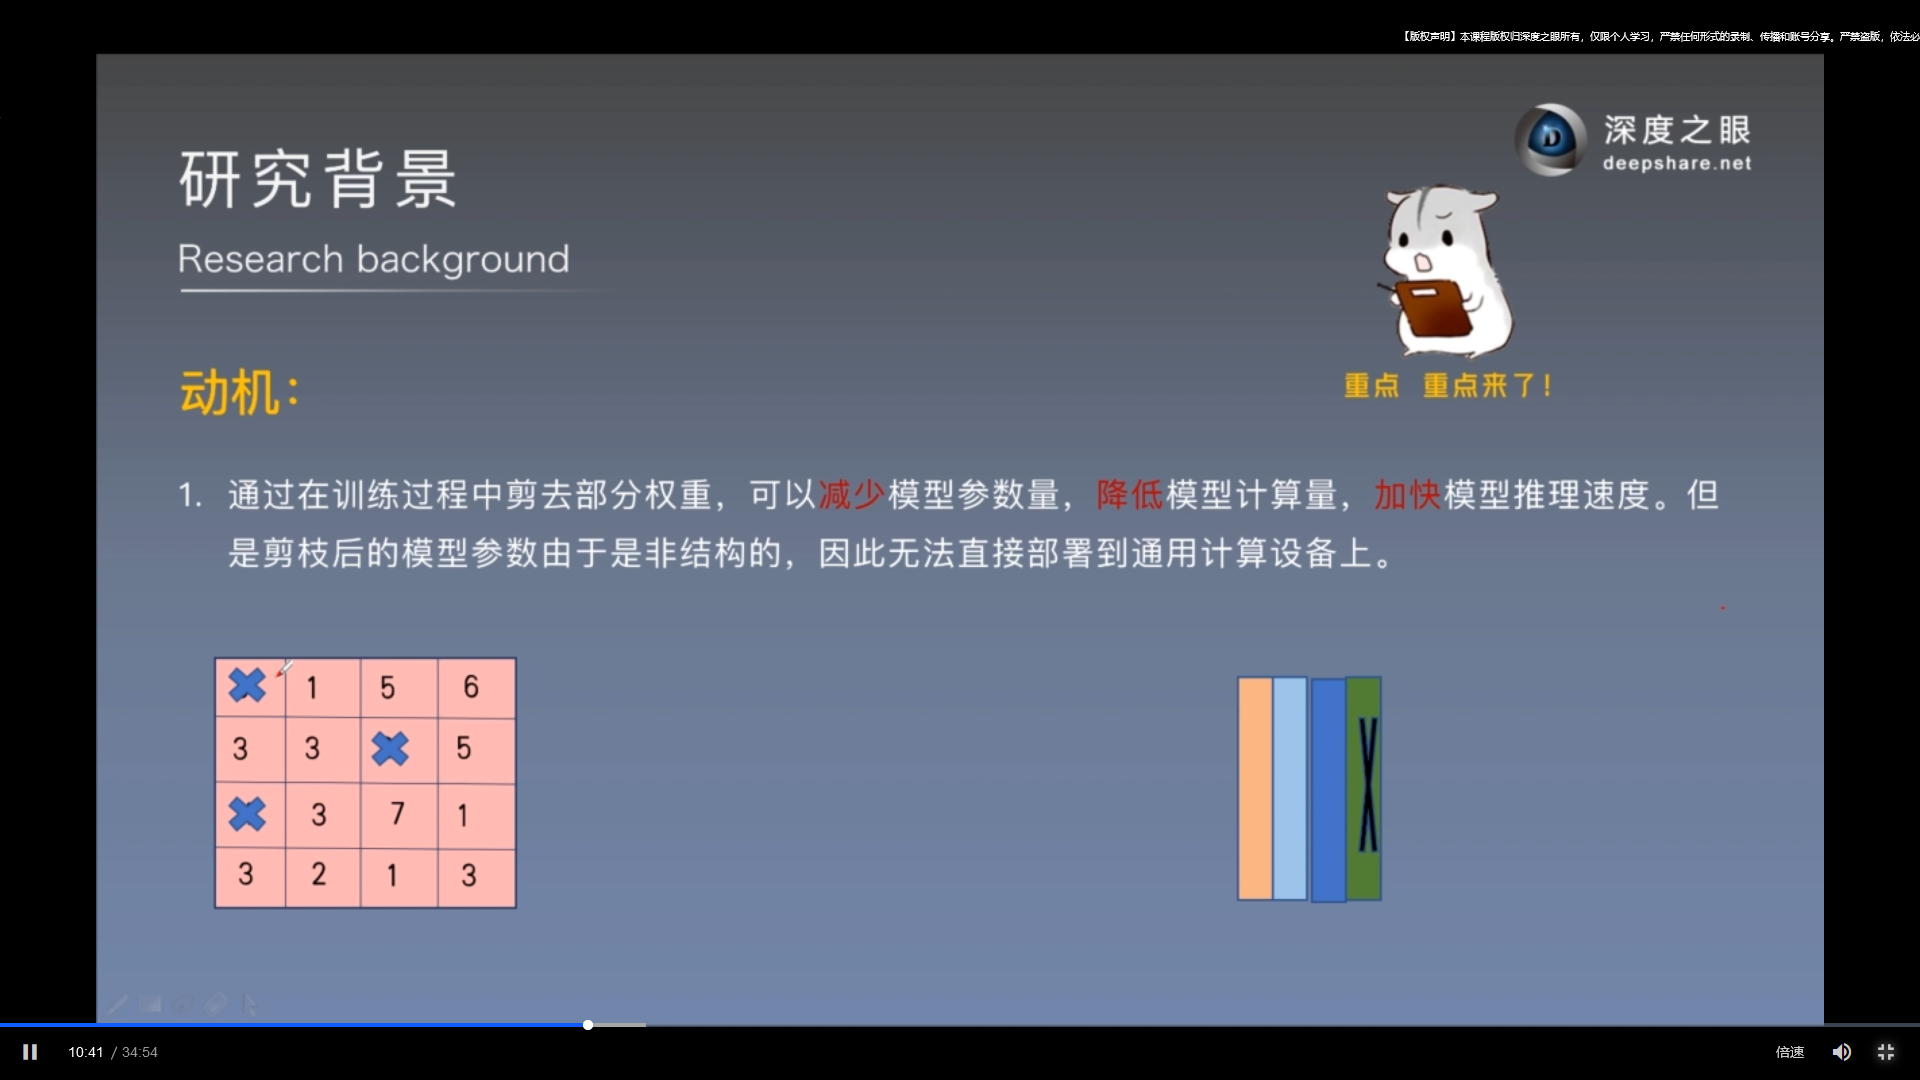 【版权声明】本课程版权归深度之眼所有，仅限个人学习，严禁任何形式的录制、传播和账号分享。严禁盗版，依法必
深度之眼
deepshare.net
研究背景
Research background
重点 重点来了！
动机：
1. 通过在训练过程中剪去部分权重，可以减少模型参数量，降低模型计算量，加快模型推理速度。但
是剪枝后的模型参数由于是非结构的，因此无法直接部署到通用计算设备上。
1 5 6
3 3 5
3 7 1
3 2 1 3
10:41 / 34:54
倍速